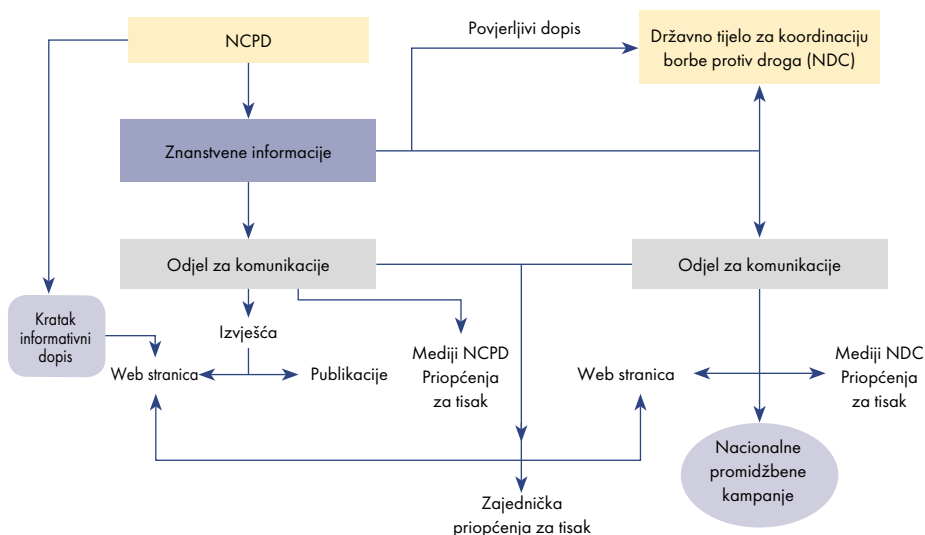 NCPD
Povjerljivi dopis
Državno tijelo za koordinaciju
borbe protiv droga (NDC)
Znanstvene informacije
Odjel za komunikacije
Odjel za komunikacije
Kratak
informativni
dopis
Izvješća
Web stranica
Publikacije
Mediji NCPD
Priopćenja
za tisak
Web stranica
Mediji NDC
Priopćenja
za tisak
Nacionalne
promidžbene
kampanje
Zajednička
priopćenja za tisak